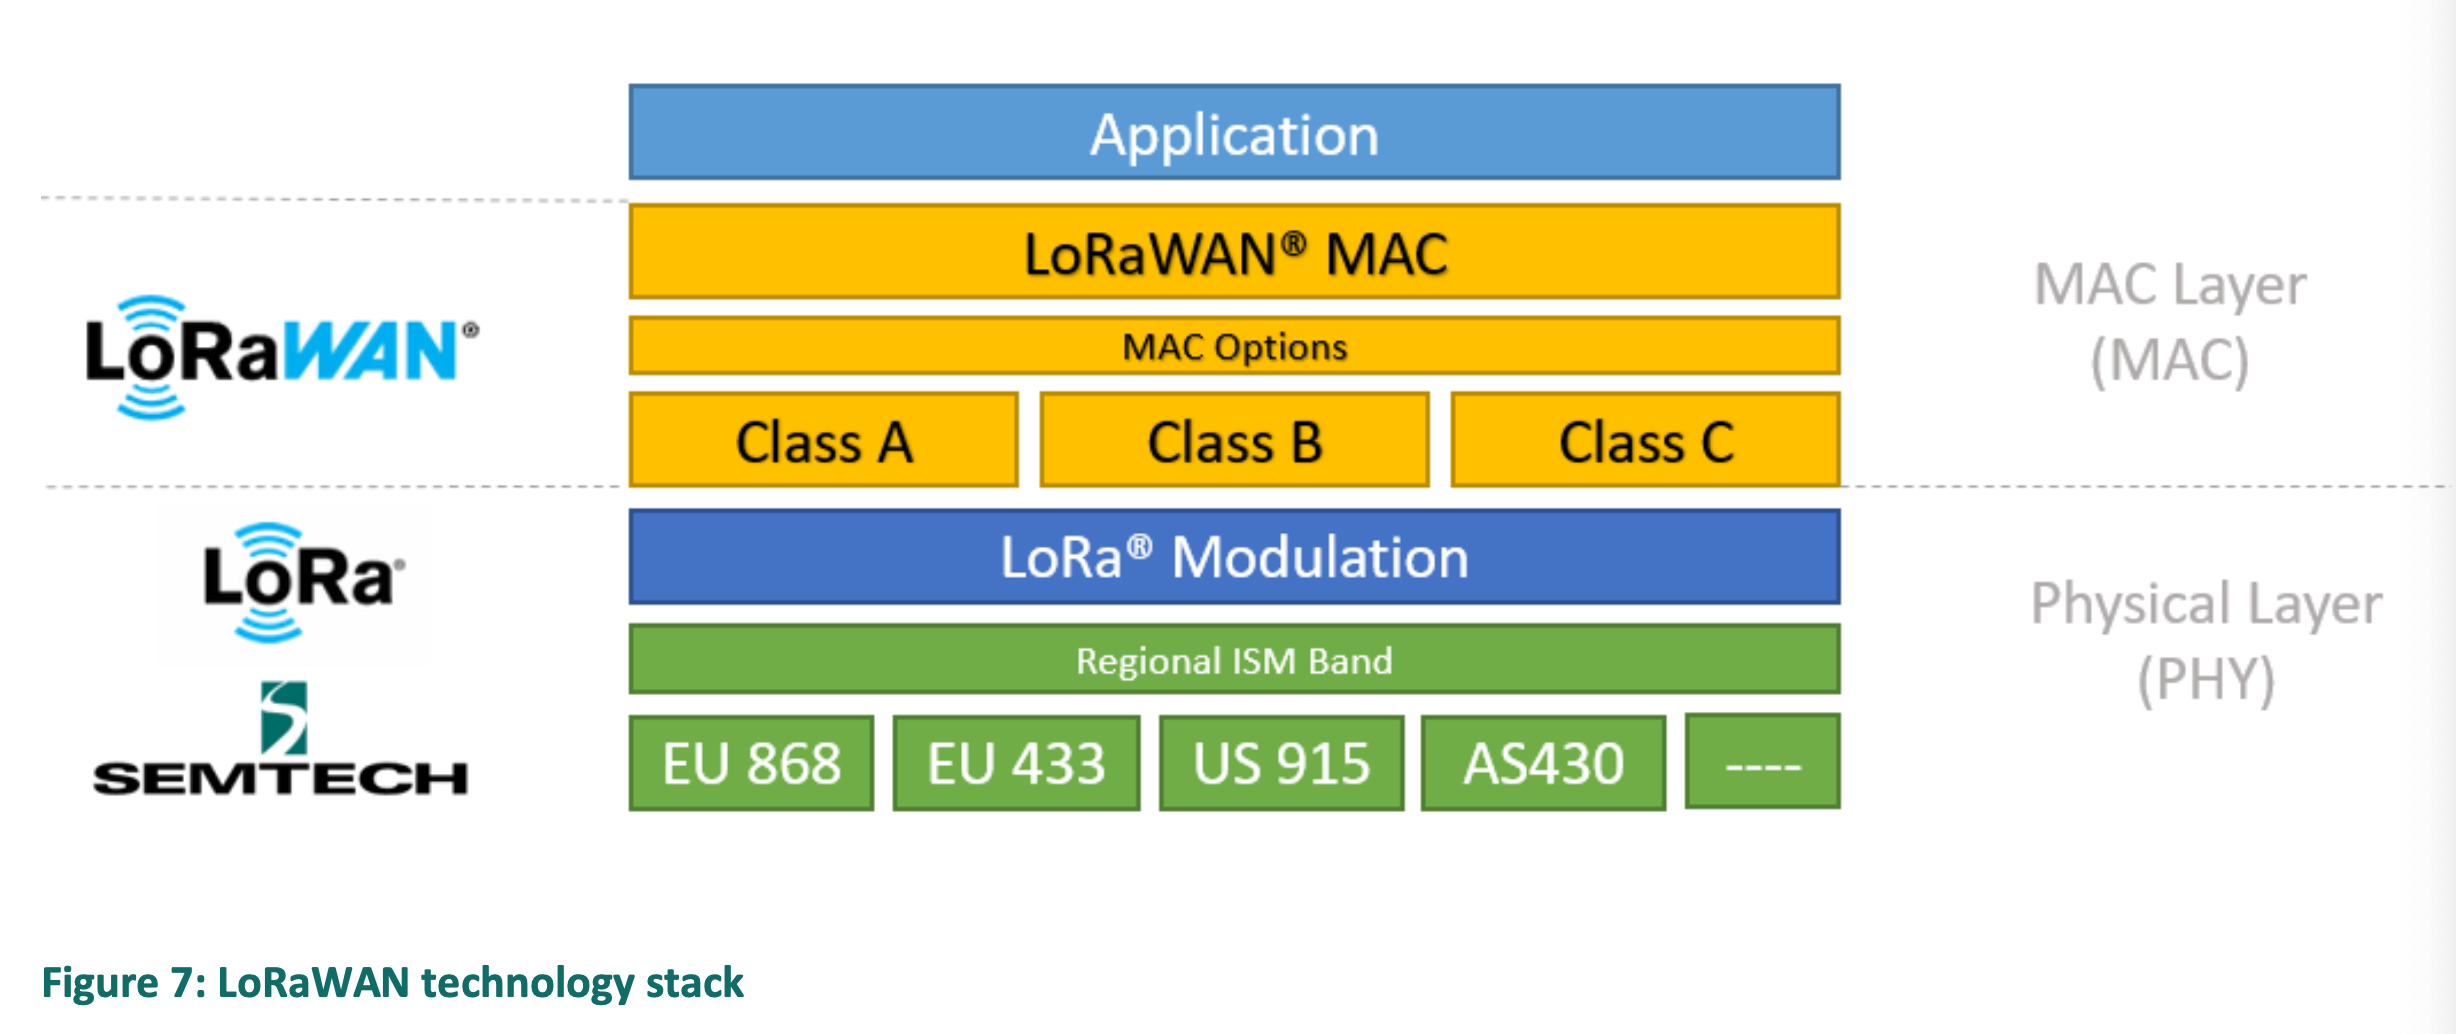 Application
LoRaWAN® MAC
MAC Options
Class A
Class B
Class C
LoRaWAN®
MAC Layer
(MAC)
LoRa® Modulation
Regional ISM Band
EU 868
EU 433
US 915
AS430
----
LoRa®
SEMTECH
Physical Layer
(PHY)
Figure 7: LoRaWAN technology stack